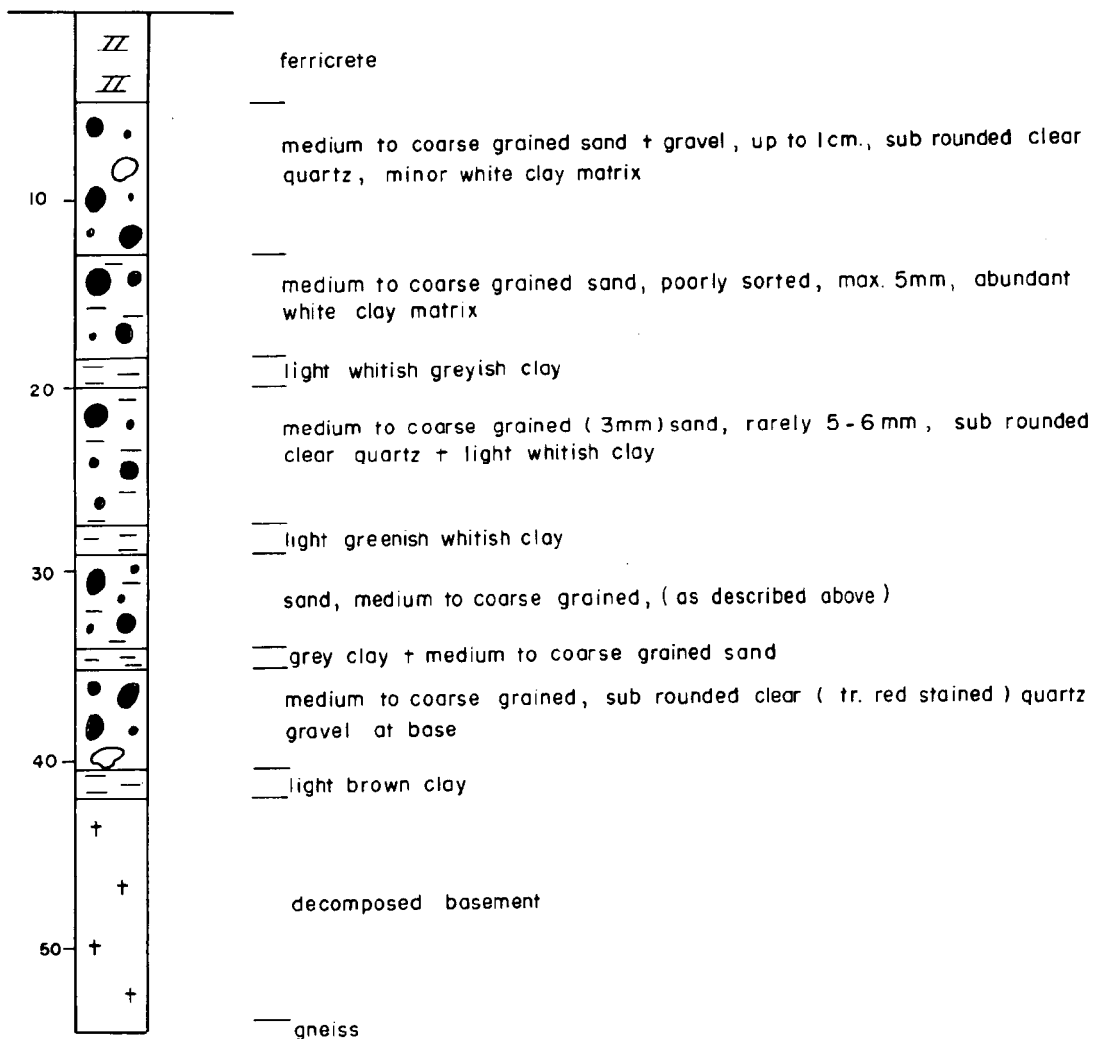 II
II
ferricrete
medium to coarse grained sand + gravel, up to 1cm., sub rounded clear
quartz, minor white clay matrix
10
medium to coarse grained sand, poorly sorted, max. 5mm, abundant
white clay matrix
light whitish greyish clay
20
medium to coarse grained (3mm) sand, rarely 5-6mm, sub rounded
clear quartz + light whitish clay
light greenish whitish clay
30
sand, medium to coarse grained, (as described above)
grey clay + medium to coarse grained sand
medium to coarse grained, sub rounded clear (tr. red stained) quartz
gravel at base
40
light brown clay
decomposed basement
50
gneiss